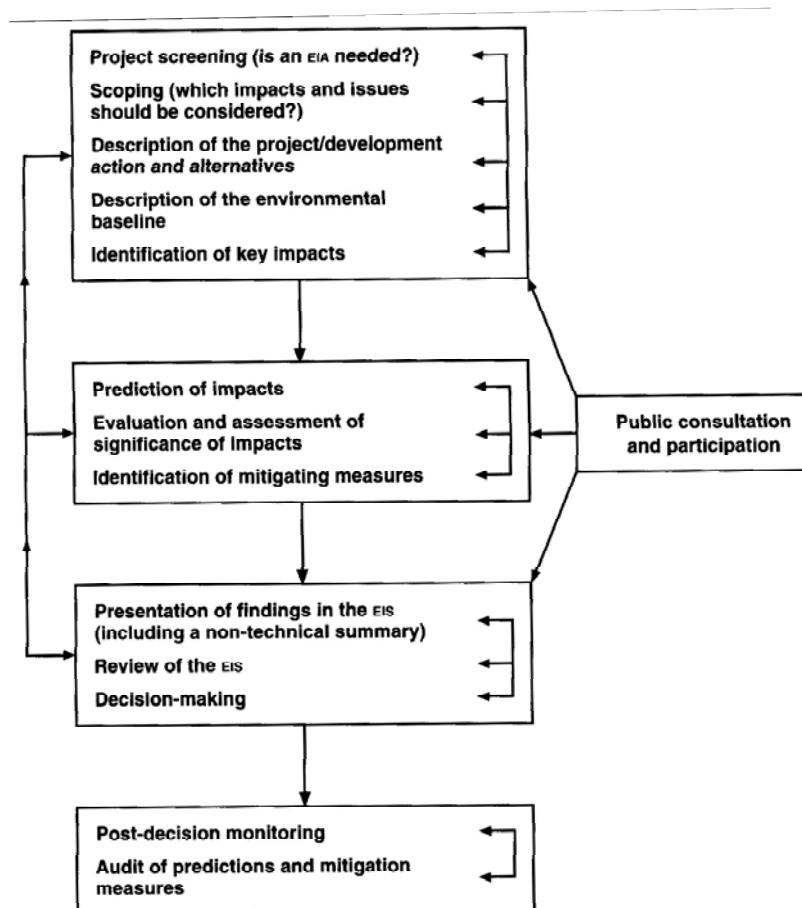 Project screening (is an EIA needed?)
Scoping (which impacts and issues
should be considered?)
Description of the project/development
action and alternatives
Description of the environmental
baseline
Identification of key impacts
Prediction of impacts
Evaluation and assessment of
significance of impacts
Identification of mitigating measures
Public consultation
and participation
Presentation of findings in the EIS
(including a non-technical summary)
Review of the EIS
Decision-making
Post-decision monitoring
Audit of predictions and mitigation
measures